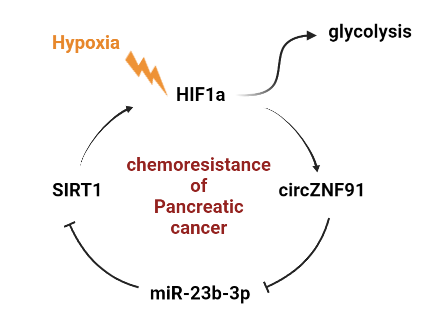 glycolysis
Hypoxia
HIF1a
chemoresistance
of
Pancreatic
cancer
SIRT1
circZNF91
miR-23b-3p